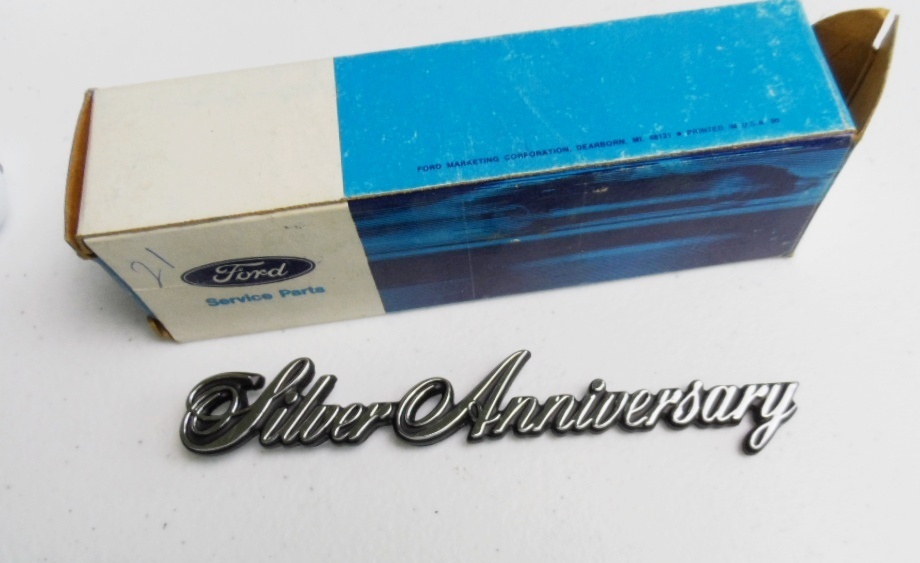 FORD MARKETING CORPORATION, DEARBORN, MI. 48121 ● PRINTED IN U.S.A.
21
Ford
Service Parts
Silver Anniversary